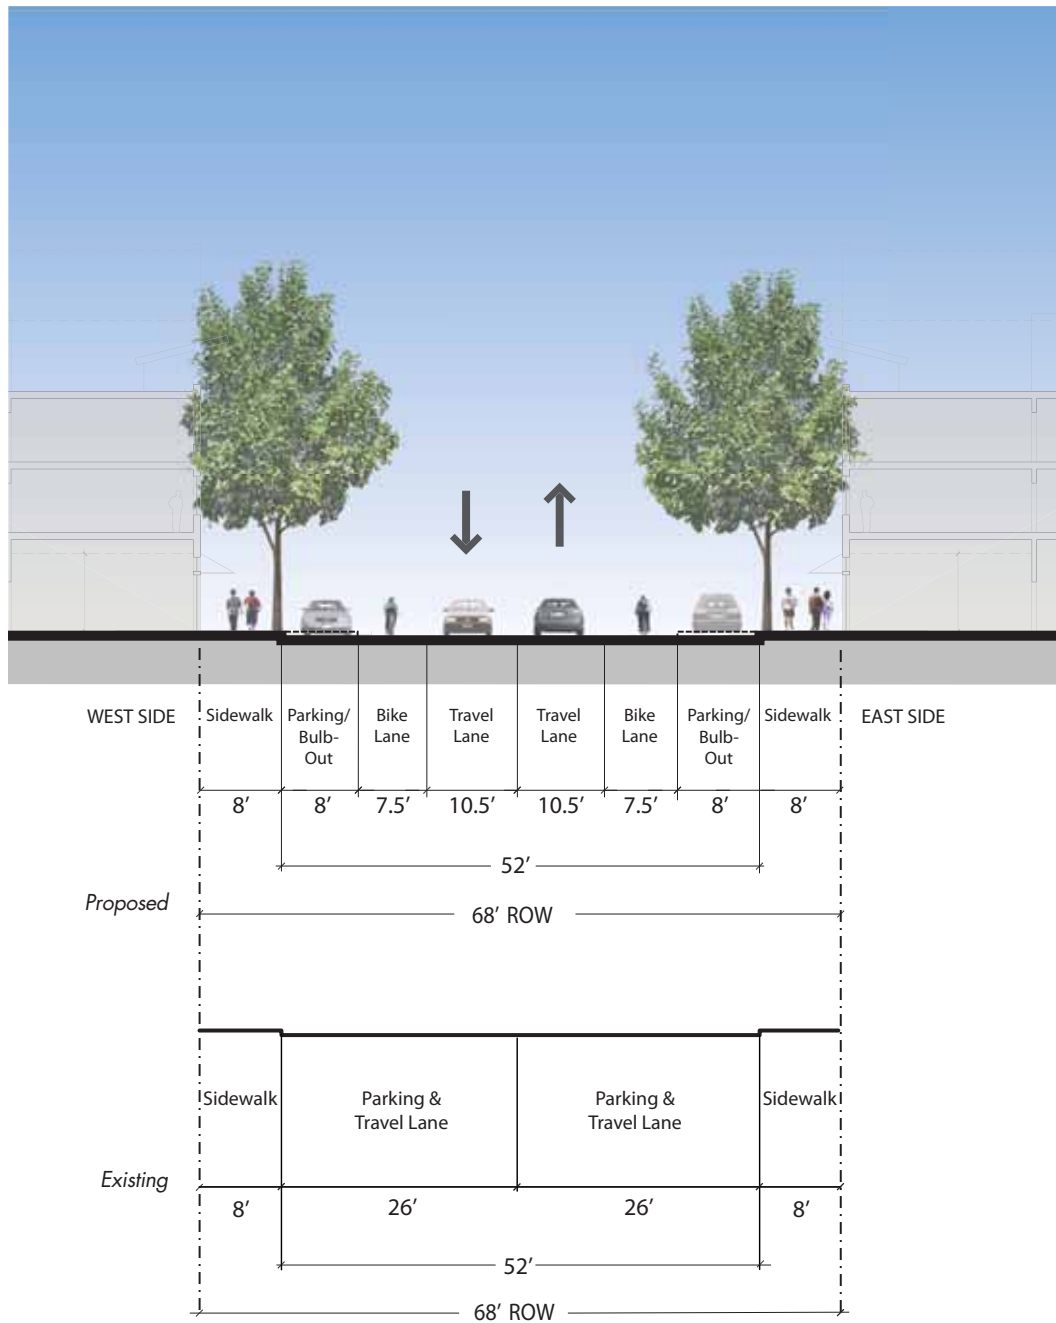 WEST SIDE
Sidewalk
Parking/
Bulb-
Out
Bike
Lane
Travel
Lane
Travel
Lane
Bike
Lane
Parking/
Bulb-
Out
Sidewalk
EAST SIDE
8’ 8’ 7.5’ 10.5’ 10.5’ 7.5’ 8’ 8’
52’
Proposed
68’ ROW
Sidewalk
Parking &
Travel Lane
Parking &
Travel Lane
Sidewalk
Existing
8’ 26’ 26’ 8’
52’
68’ ROW